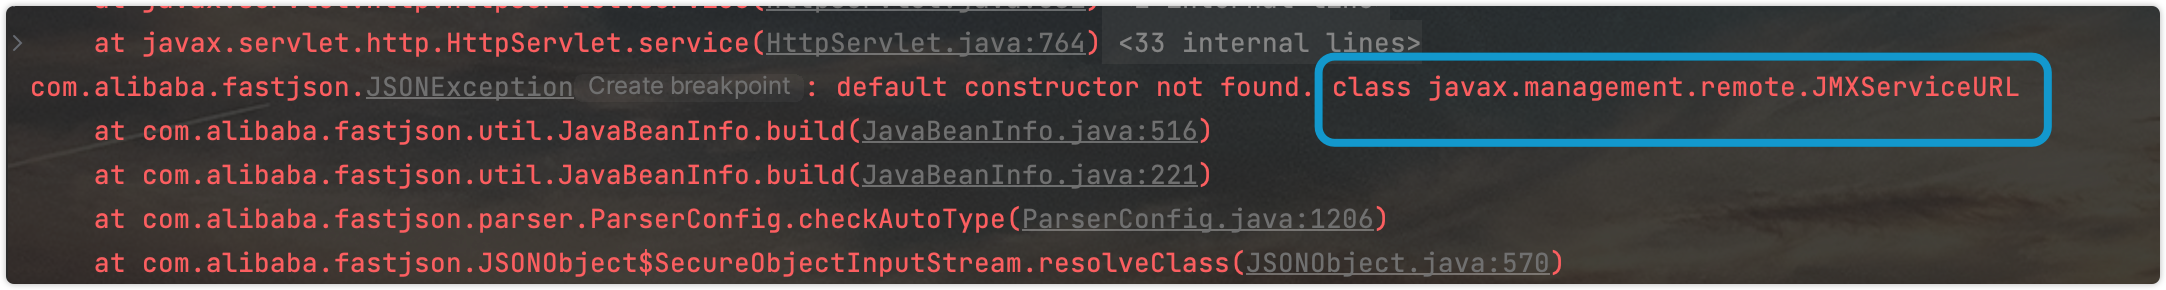 at javax.servlet.http.HttpServlet.service(HttpServlet.java:764) <33 internal lines>
com.alibaba.fastjson.JSONException Create breakpoint : default constructor not found. class javax.management.remote.JMXServiceURL
at com.alibaba.fastjson.util.JavaBeanInfo.build(JavaBeanInfo.java:516)
at com.alibaba.fastjson.util.JavaBeanInfo.build(JavaBeanInfo.java:221)
at com.alibaba.fastjson.parser.ParserConfig.checkAutoType(ParserConfig.java:1206)
at com.alibaba.fastjson.JSONObject$SecureObjectInputStream.resolveClass(JSONObject.java:570)